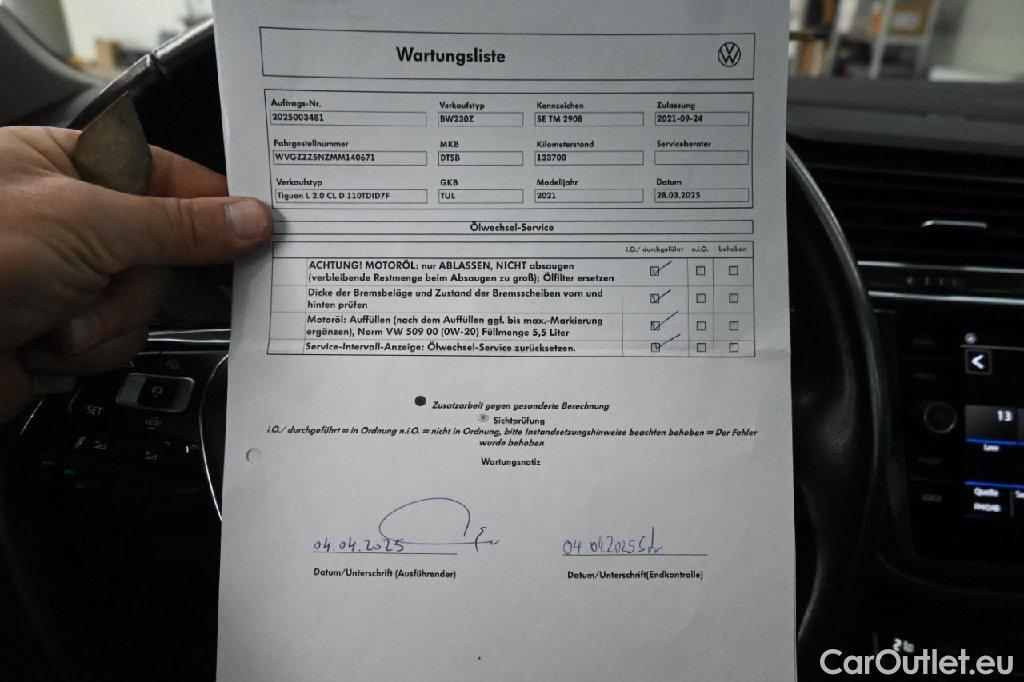 Wartungsliste
Auftrags-Nr. Verkaufstyp Kennzeichen Zulassung
2025003481 BW230Z SE TM 2908 2021-09-24
Fahrgestellnummer MKB Kilometerstand Serviceberater
WVGZZZ5NZMM140671 DTSB 123700
Verkaufstyp GKB Modelljahr Datum
Tiguan L 2.0 CL D 110TDID7F TUL 2021 28.03.2025
Ölwechsel-Service
i.O./ durchgeführt n.i.O. behoben
ACHTUNG! MOTORÖL: nur ABLASSEN, NICHT absaugen
(verbleibende Restmenge beim Absaugen zu groß); Ölfilter ersetzen
Dicke der Bremsbeläge und Zustand der Bremsscheiben vorn und
hinten prüfen
Motoröl: Auffüllen (nach dem Auffüllen ggf. bis max.-Markierung
ergänzen), Norm VW 509 00 (0W-20) Füllmenge 5,5 Liter
Service-Intervall-Anzeige: Ölwechsel-Service zurücksetzen.
Zusatzarbeit gegen gesonderte Berechnung
Sichtprüfung
i.O./ durchgeführt = In Ordnung n.i.O. = nicht in Ordnung, bitte Instandsetzungshinweise beachten behoben = Der Fehler
wurde behoben
Wartungsnotiz
04.04.2025 04.04.2025
Datum/Unterschrift (Ausführender) Datum/Unterschrift(Endkontrolle)
SET
13
Quelle
VOICE
CarOutlet.eu